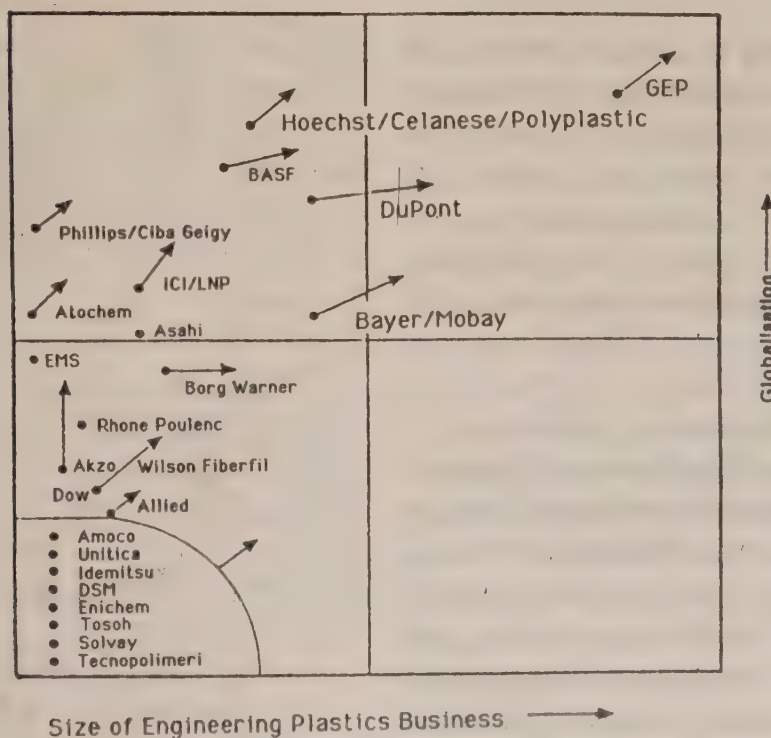 GEP
Hoechst/Celanese/Polyplastic
BASF
DuPont
Phillips/Ciba Geigy
ICI/LNP
Atochem
Bayer/Mobay
Asahi
EMS
Borg Warner
Rhone Poulenc
Akzo
Wilson Fiberfil
Dow
Allied
Amoco
Unitica
Idemitsu
DSM
Enichem
Tosoh
Solvay
Tecnopolimeri
Globalisation
Size of Engineering Plastics Business